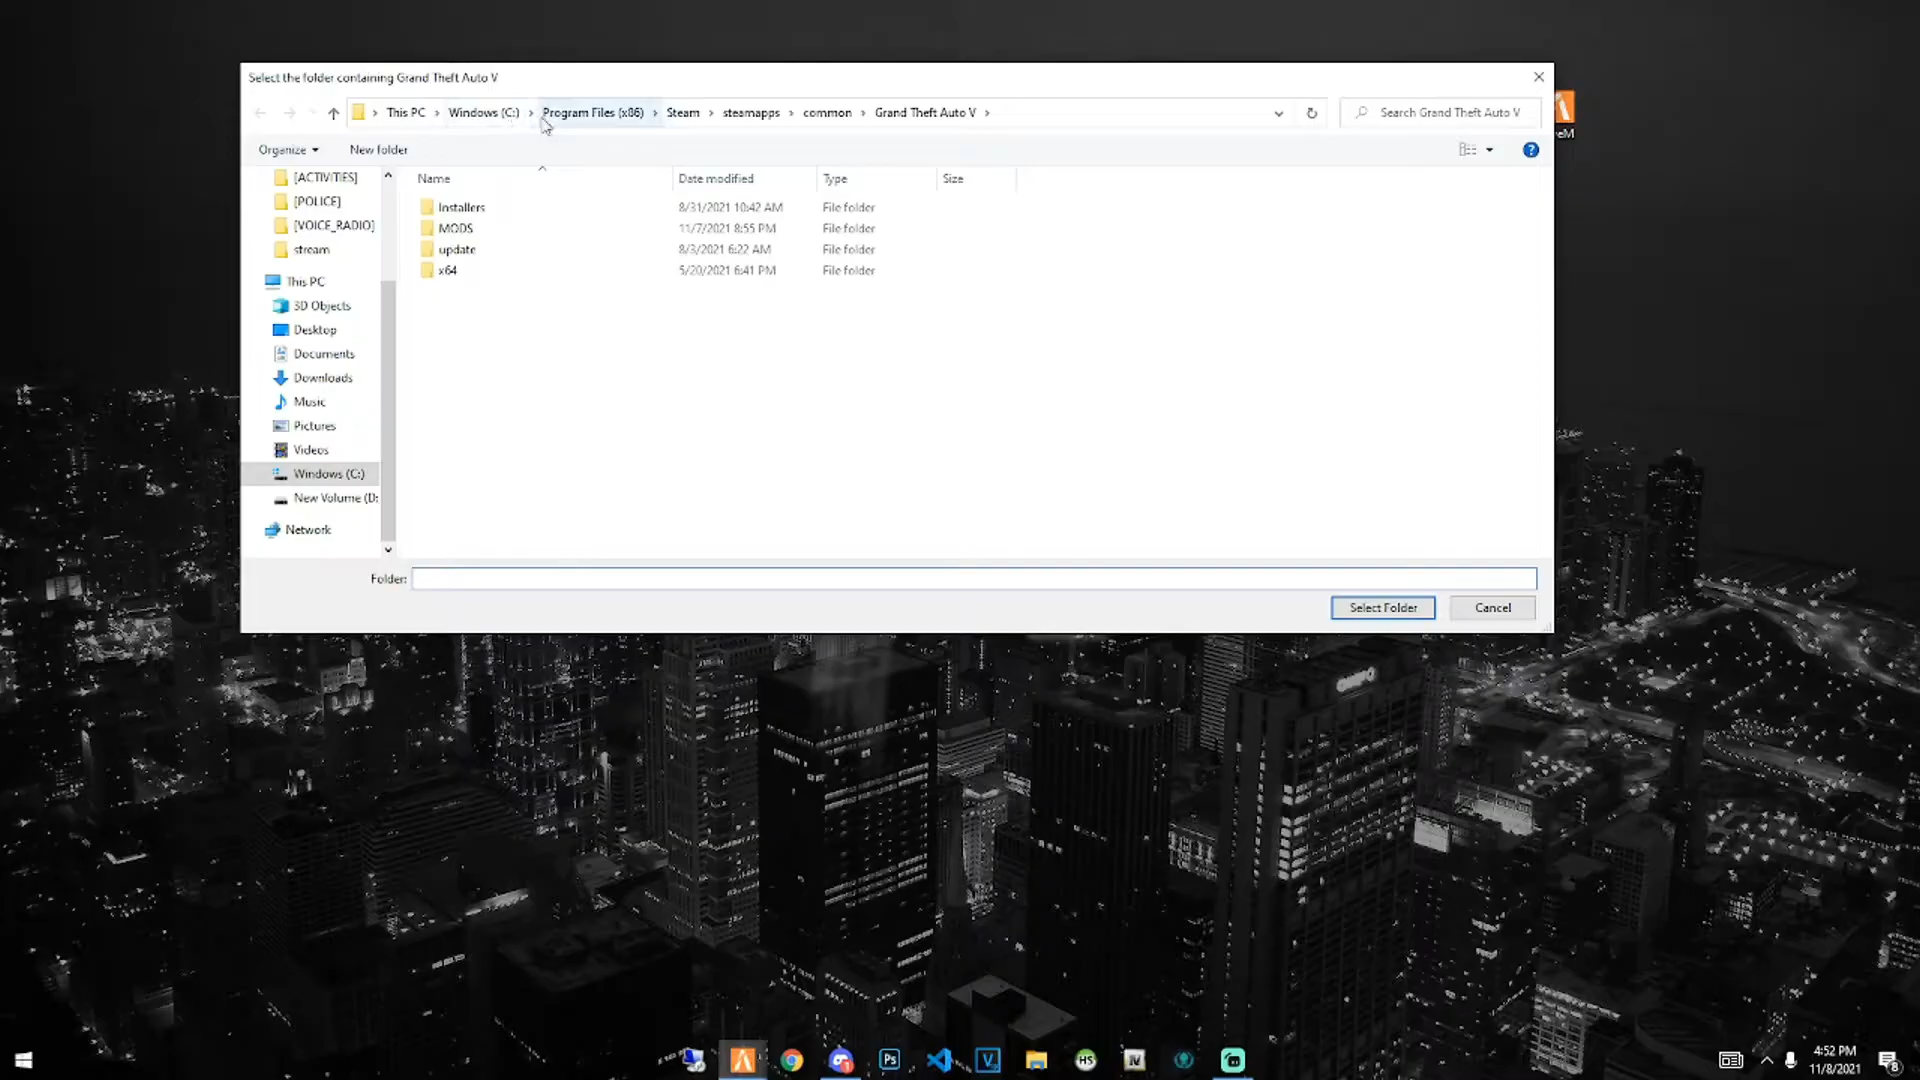 Select the folder containing Grand Theft Auto V
This PC > Windows (C:) > Program Files (x86) > Steam > steamapps > common > Grand Theft Auto V >
Search Grand Theft Auto V
eM
Organize
New folder
Name
Date modified
Type
Size
[ACTIVITIES]
[POLICE]
[VOICE_RADIO]
stream
This PC
3D Objects
Desktop
Documents
Downloads
Music
Pictures
Videos
Windows (C:)
New Volume (D:
Network
Installers 8/31/2021 10:42 AM File folder
MODS 11/7/2021 8:55 PM File folder
update 8/3/2021 6:22 AM File folder
x64 5/20/2021 6:41 PM File folder
Folder:
Select Folder
Cancel
Ps
V
HS
IV
4:52 PM
11/8/2021
8